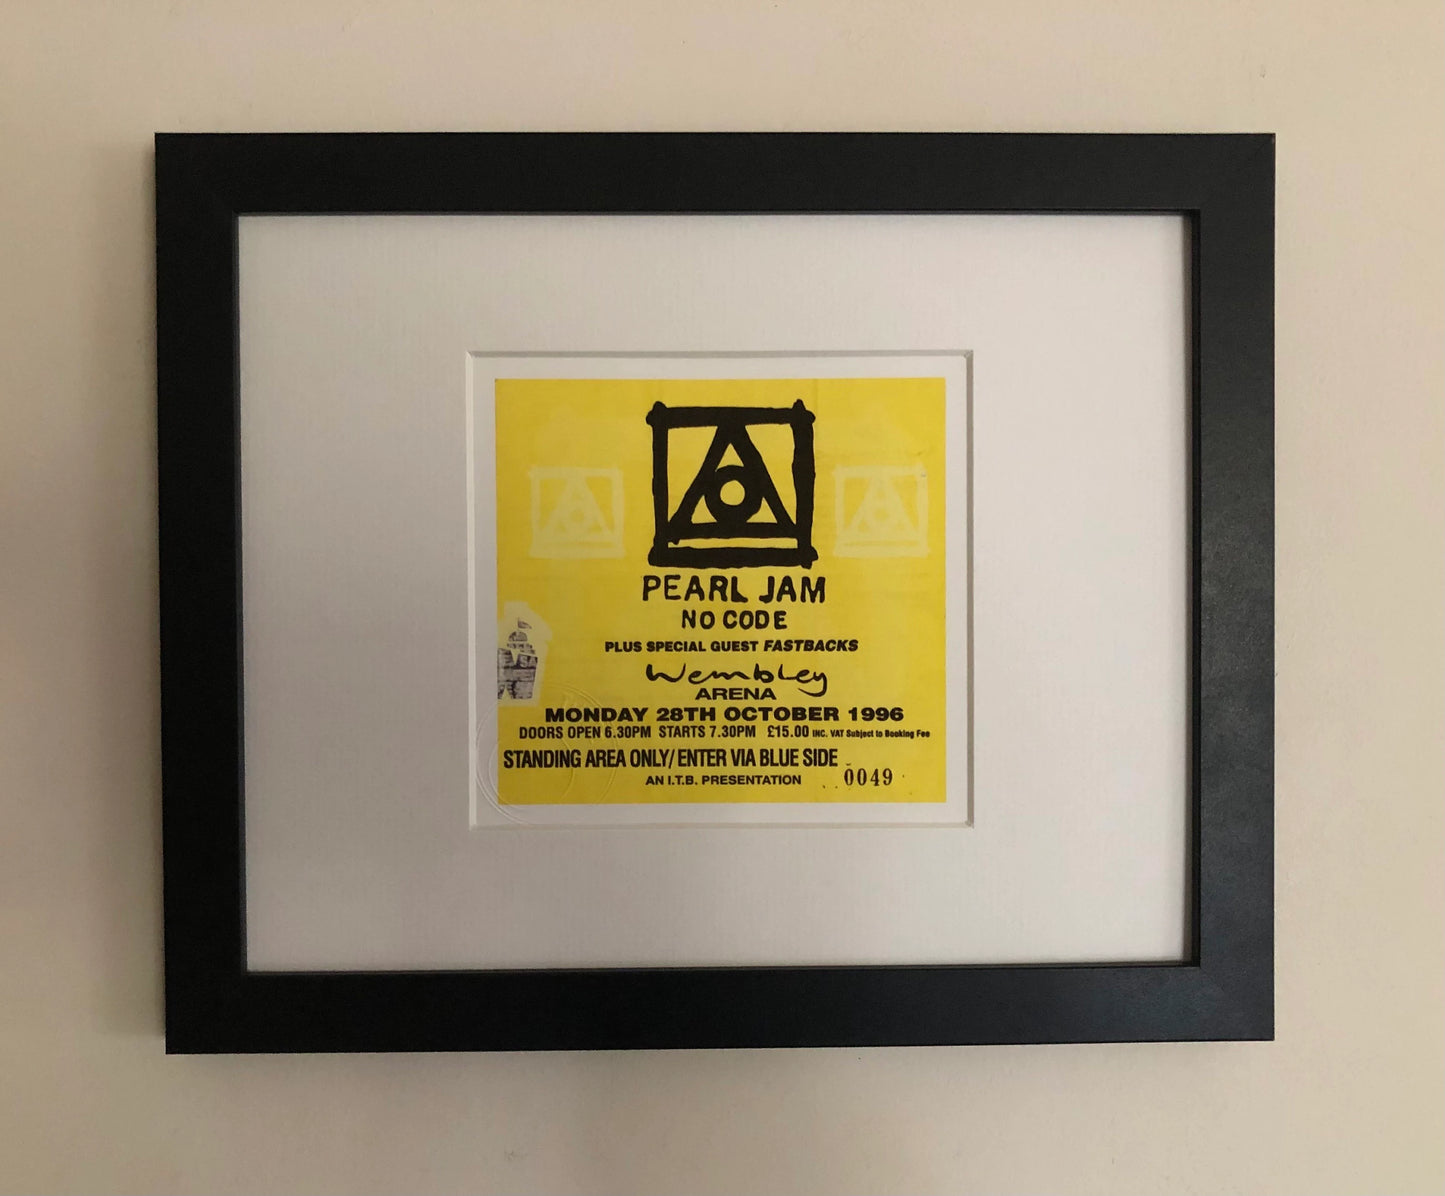 PEARL JAM
NO CODE
PLUS SPECIAL GUEST FASTBACKS
Wembley
ARENA
MONDAY 28TH OCTOBER 1996
DOORS OPEN 6.30PM STARTS 7.30PM £15.00 INC. VAT Subject to Booking Fee
STANDING AREA ONLY/ ENTER VIA BLUE SIDE
AN I.T.B. PRESENTATION 0049